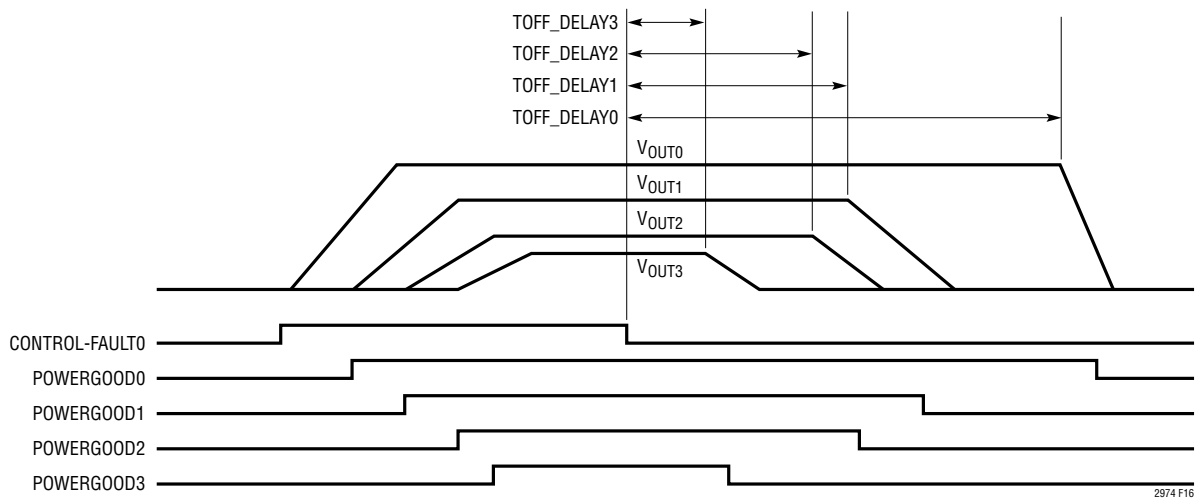 TOFF_DELAY3
TOFF_DELAY2
TOFF_DELAY1
TOFF_DELAY0
VOUT0
VOUT1
VOUT2
VOUT3
CONTROL-FAULT0
POWERGOOD0
POWERGOOD1
POWERGOOD2
POWERGOOD3
2974 F16